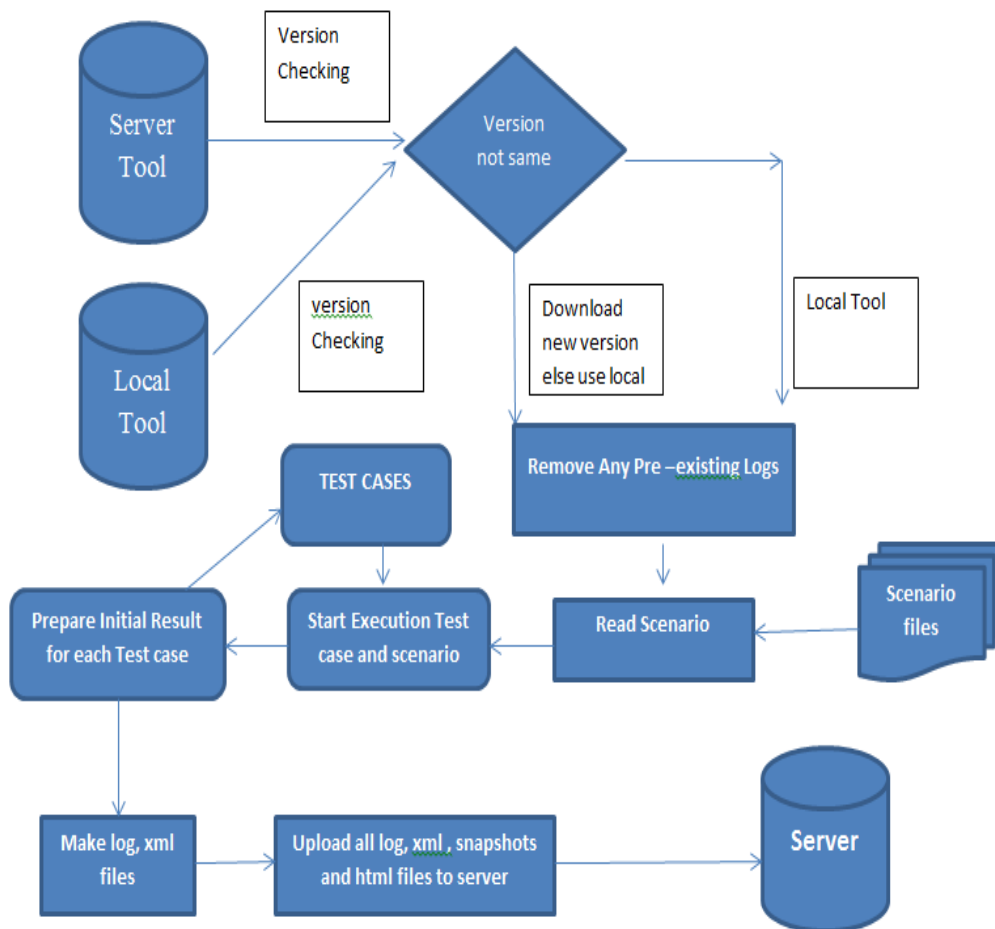 Version
Checking
Server
Tool
Version
not same
version
Checking
Download
new version
else use local
Local Tool
Local
Tool
TEST CASES
Remove Any Pre –existing Logs
Prepare Initial Result
for each Test case
Start Execution Test
case and scenario
Read Scenario
Scenario
files
Make log, xml
files
Upload all log, xml , snapshots
and html files to server
Server